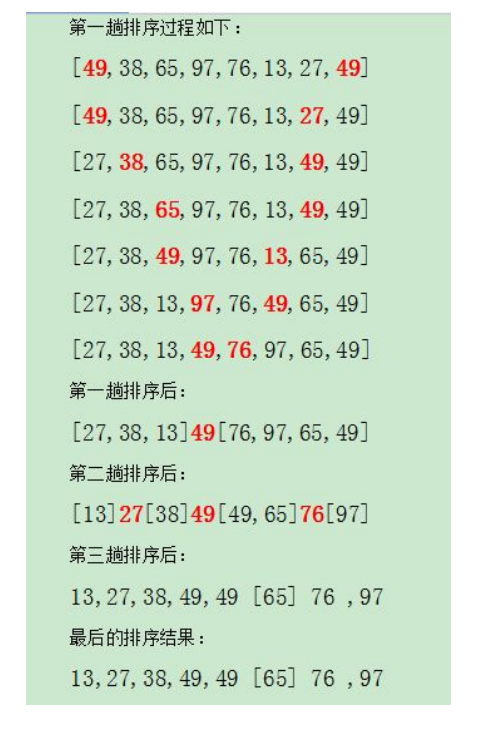 第一趟排序过程如下:
[49, 38, 65, 97, 76, 13, 27, 49]
[49, 38, 65, 97, 76, 13, 27, 49]
[27, 38, 65, 97, 76, 13, 49, 49]
[27, 38, 65, 97, 76, 13, 49, 49]
[27, 38, 49, 97, 76, 13, 65, 49]
[27, 38, 13, 97, 76, 49, 65, 49]
[27, 38, 13, 49, 76, 97, 65, 49]
第一趟排序后:
[27, 38, 13]49[76, 97, 65, 49]
第二趟排序后:
[13]27[38]49[49, 65]76[97]
第三趟排序后:
13, 27, 38, 49, 49 [65] 76 , 97
最后的排序结果:
13, 27, 38, 49, 49 [65] 76 , 97